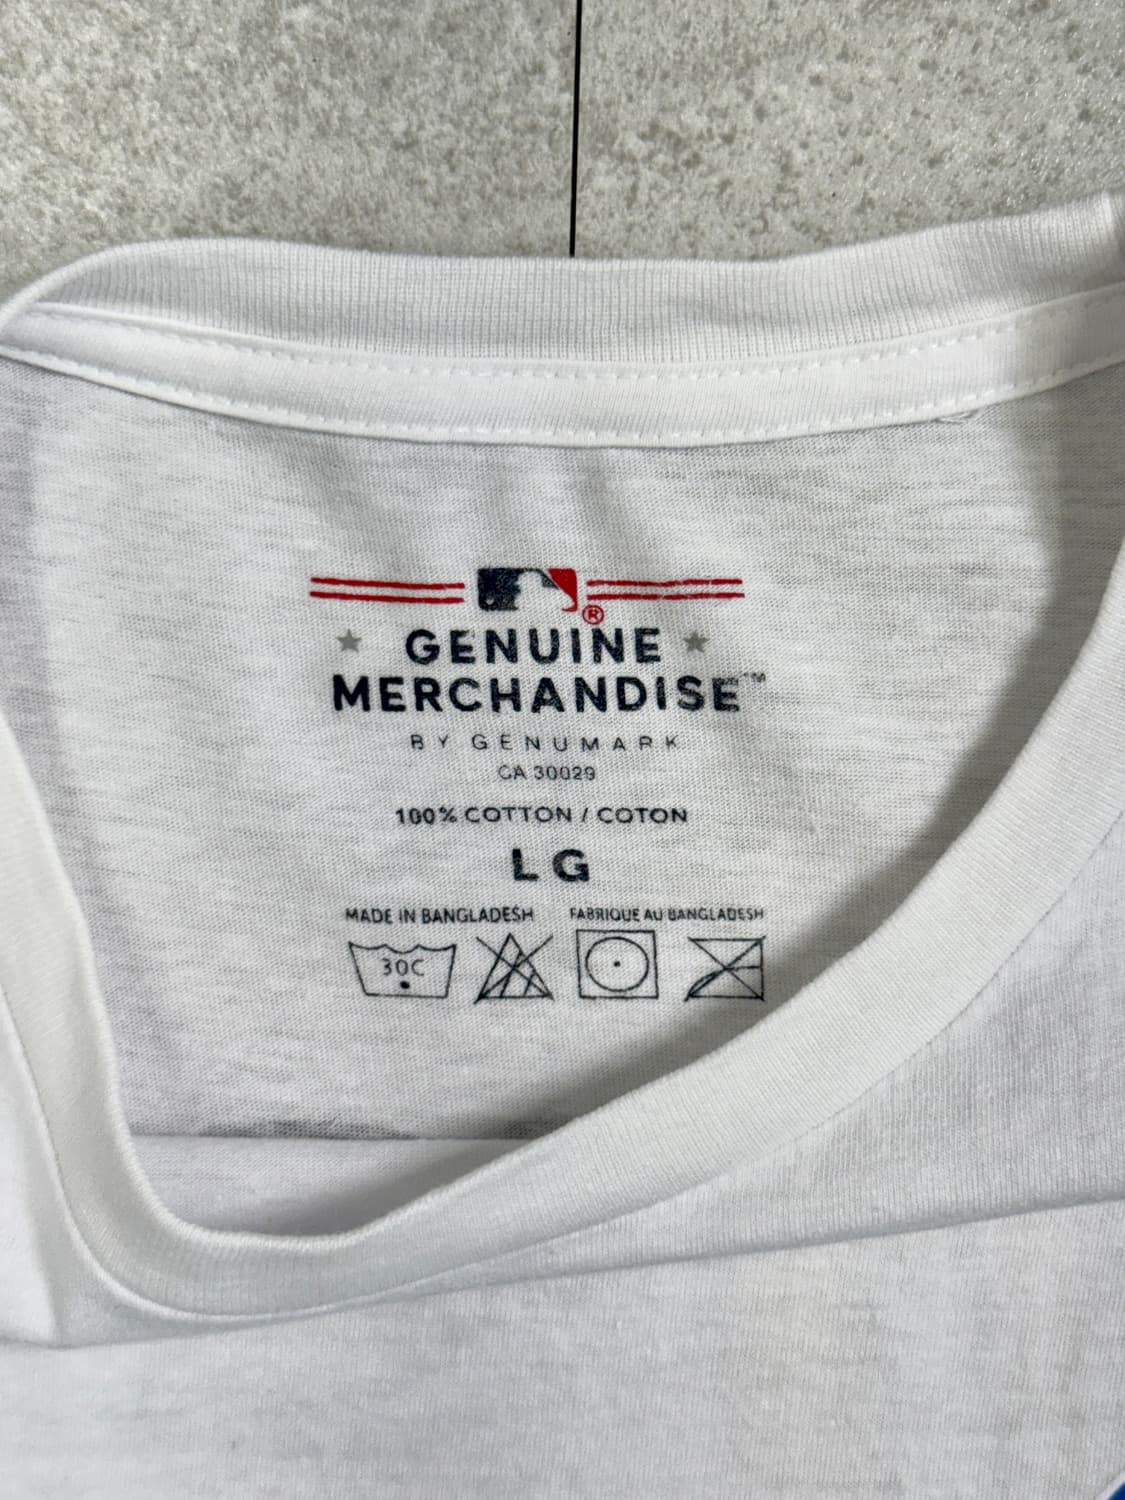 ®
GENUINE
MERCHANDISE™
BY GENUMARK
CA 30029
100% COTTON / COTON
LG
MADE IN BANGLADESH FABRIQUE AU BANGLADESH
30C